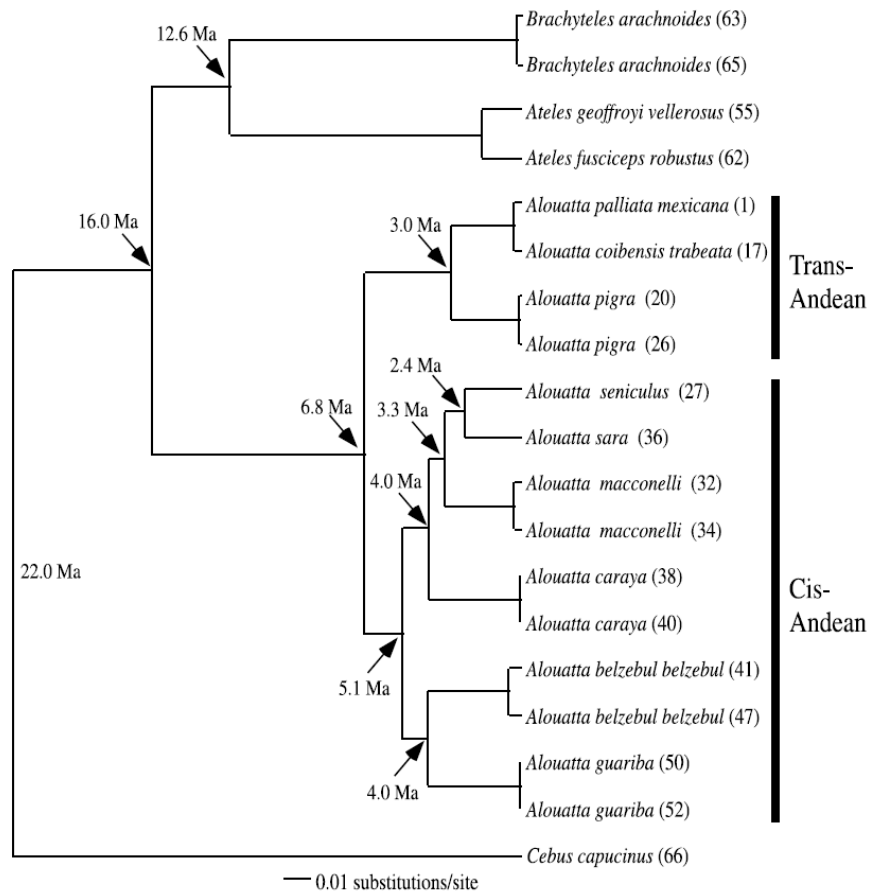 12.6 Ma
Brachyteles arachnoides (63)
Brachyteles arachnoides (65)
Ateles geoffroyi vellerosus (55)
Ateles fusciceps robustus (62)
16.0 Ma
3.0 Ma
Alouatta palliata mexicana (1)
Alouatta coibensis trabeata (17)
Alouatta pigra (20)
Alouatta pigra (26)
Trans-
Andean
2.4 Ma
6.8 Ma
3.3 Ma
Alouatta seniculus (27)
Alouatta sara (36)
4.0 Ma
Alouatta macconelli (32)
Alouatta macconelli (34)
22.0 Ma
Alouatta caraya (38)
Alouatta caraya (40)
Cis-
Andean
5.1 Ma
Alouatta belzebul belzebul (41)
Alouatta belzebul belzebul (47)
4.0 Ma
Alouatta guariba (50)
Alouatta guariba (52)
Cebus capucinus (66)
0.01 substitutions/site